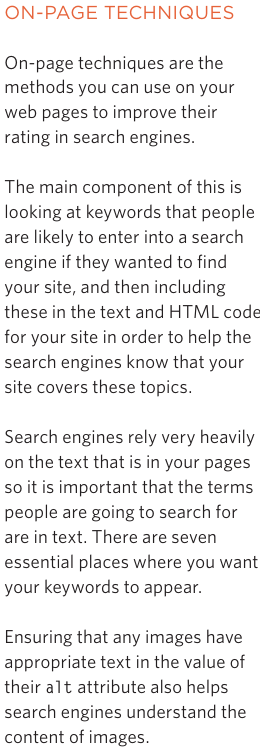 ON-PAGE TECHNIQUES
On-page techniques are the
methods you can use on your
web pages to improve their
rating in search engines.
The main component of this is
looking at keywords that people
are likely to enter into a search
engine if they wanted to find
your site, and then including
these in the text and HTML code
for your site in order to help the
search engines know that your
site covers these topics.
Search engines rely very heavily
on the text that is in your pages
so it is important that the terms
people are going to search for
are in text. There are seven
essential places where you want
your keywords to appear.
Ensuring that any images have
appropriate text in the value of
their alt attribute also helps
search engines understand the
content of images.